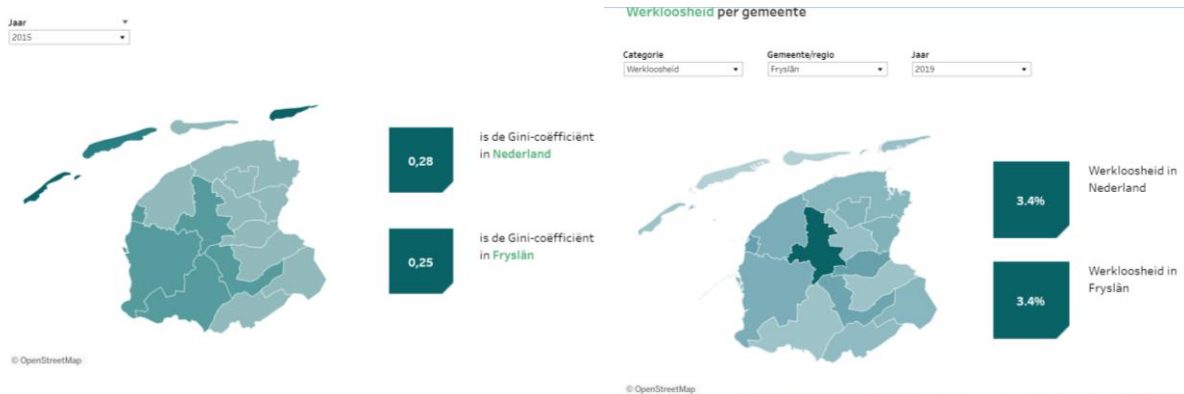 Jaar
2015
0,28
is de Gini-coëfficiënt
in Nederland
0,25
is de Gini-coëfficiënt
in Fryslân
© OpenStreetMap
Werkloosheid per gemeente
Categorie
Gemeente/regio
Jaar
Werkloosheid
Fryslân
2019
3.4%
Werkloosheid in
Nederland
3.4%
Werkloosheid in
Fryslân
© OpenStreetMap